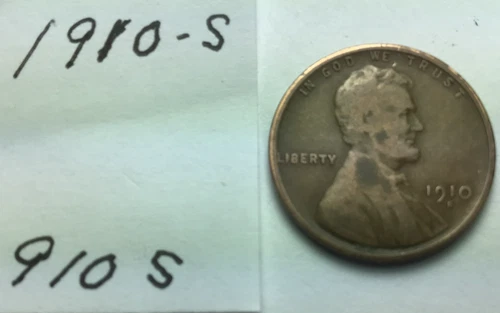 1910-S
910 S
IN GOD WE TRUST
LIBERTY
1910
S